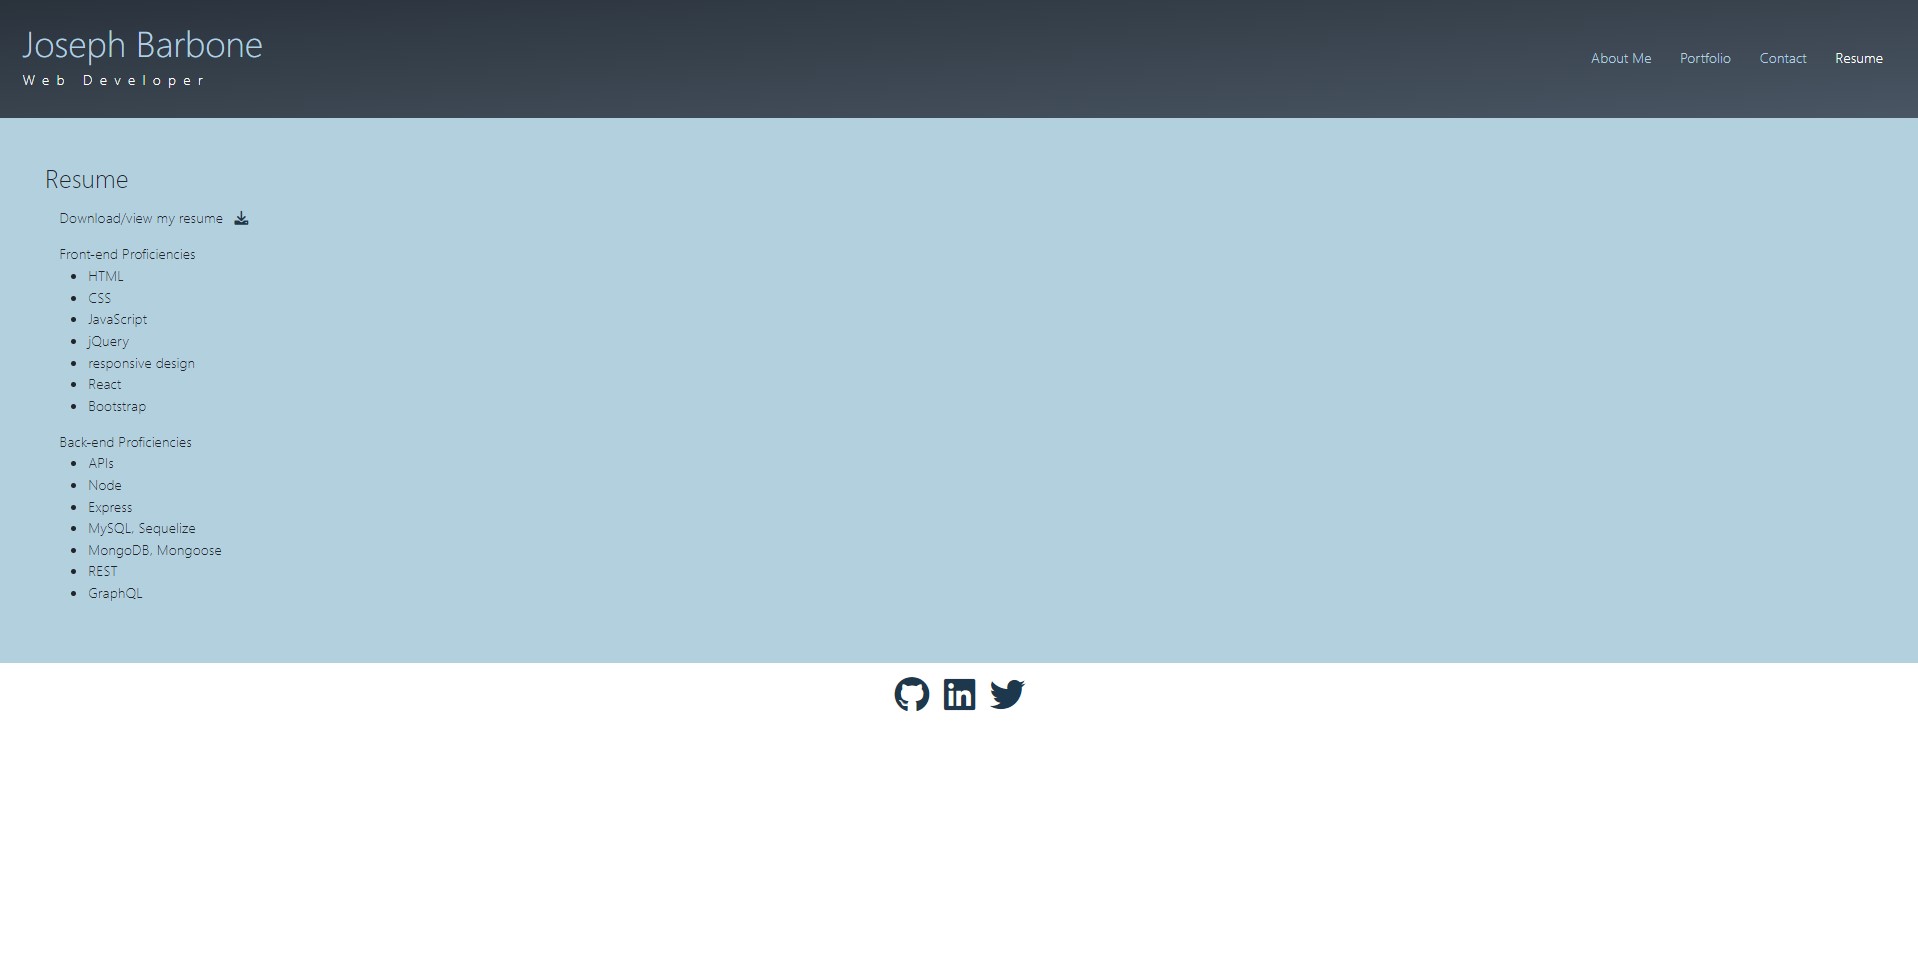 Joseph Barbone
Web Developer
About Me
Portfolio
Contact
Resume
Resume
Download/view my resume
Front-end Proficiencies
HTML
CSS
JavaScript
jQuery
responsive design
React
Bootstrap
Back-end Proficiencies
APIs
Node
Express
MySQL, Sequelize
MongoDB, Mongoose
REST
GraphQL
in